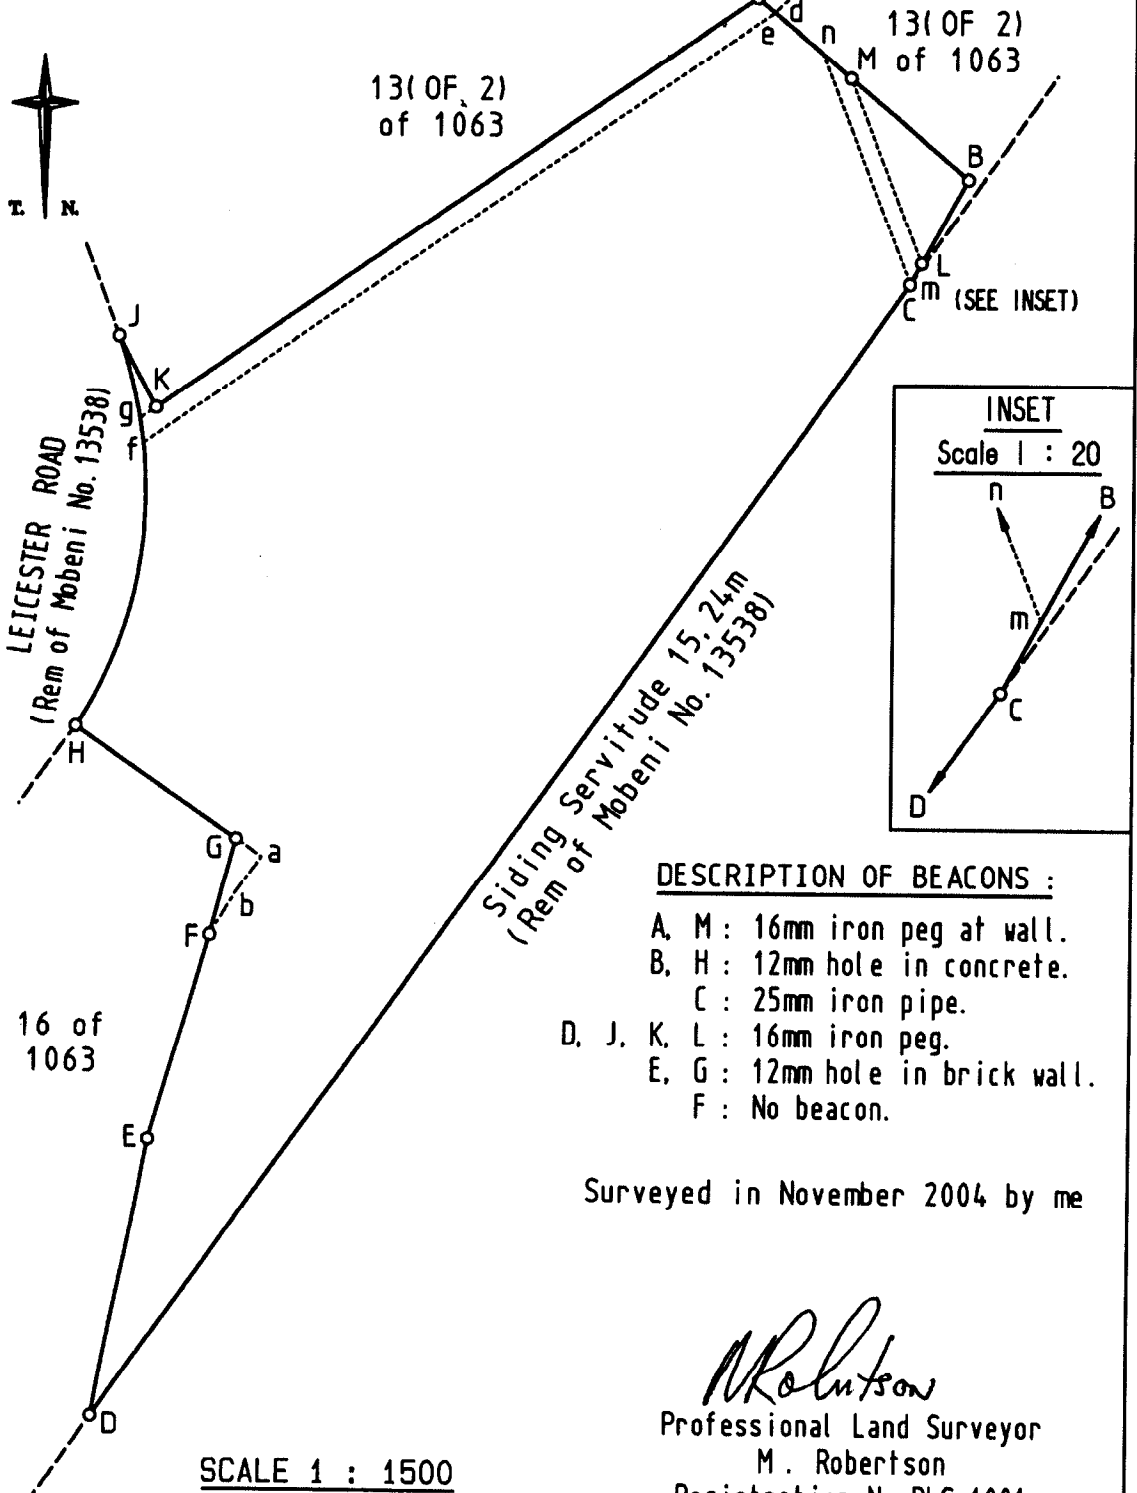 d
e
n
13(OF 2)
M of 1063
13(OF 2)
of 1063
T. N.
B
J
L
m
C
(SEE INSET)
K
g
f
LEICESTER ROAD
(Rem of Mobeni No. 13538)
INSET
Scale 1 : 20
n
B
m
C
D
Siding Servitude 15,24m
(Rem of Mobeni No. 13538)
H
G
a
b
F
DESCRIPTION OF BEACONS :
A, M : 16mm iron peg at wall.
B, H : 12mm hole in concrete.
C : 25mm iron pipe.
D, J, K, L : 16mm iron peg.
E, G : 12mm hole in brick wall.
F : No beacon.
16 of
1063
E
Surveyed in November 2004 by me
MRobertson
D
Professional Land Surveyor
M. Robertson
SCALE 1 : 1500